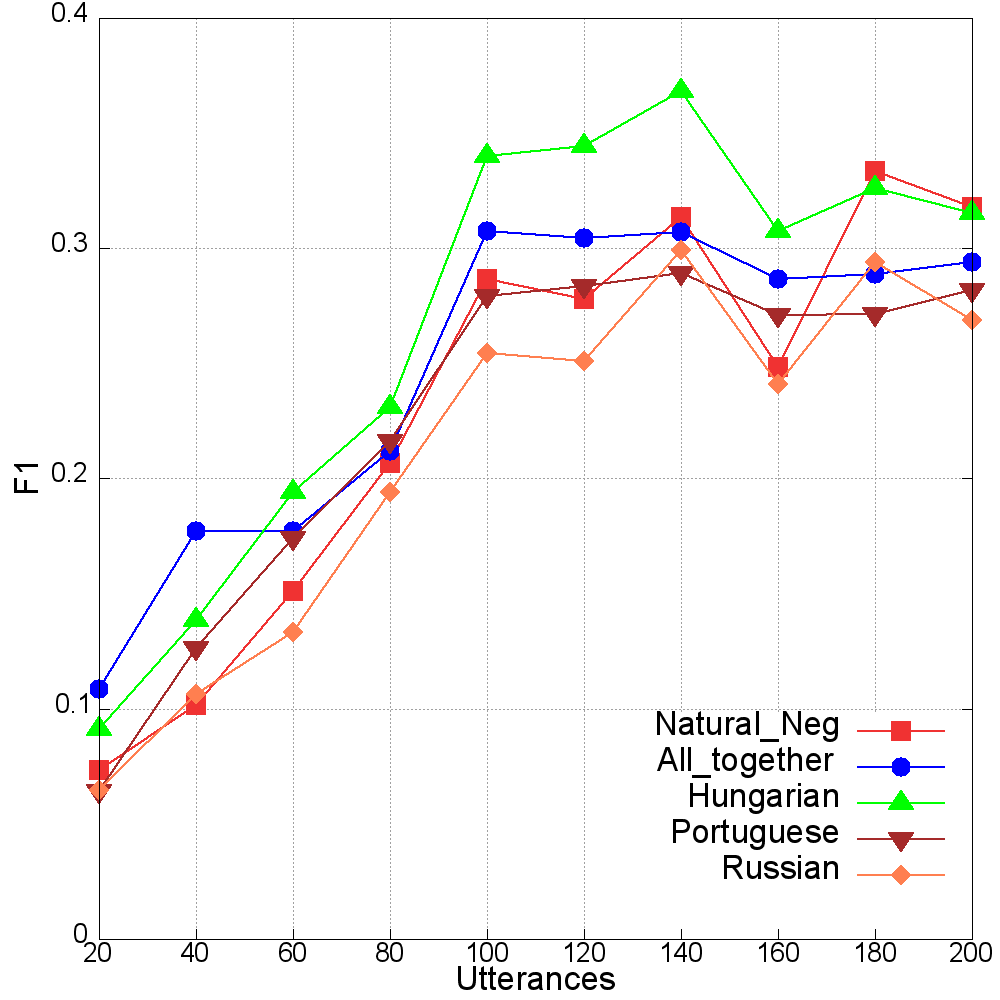 0.4
0.3
0.2
0.1
0
F1
Natural_Neg
All_together
Hungarian
Portuguese
Russian
20 40 60 80 100 120 140 160 180 200
Utterances